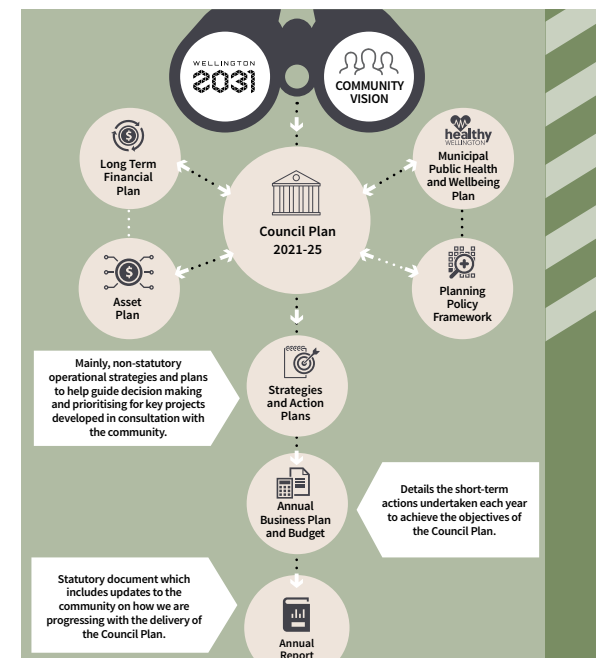 WELLINGTON
2031
COMMUNITY
VISION
Long Term
Financial
Plan
healthy
WELLINGTON
Municipal
Public Health
and Wellbeing
Plan
Council Plan
2021-25
Asset
Plan
Planning
Policy
Framework
Mainly, non-statutory
operational strategies and plans
to help guide decision making
and prioritising for key projects
developed in consultation with
the community.
Strategies
and Action
Plans
Annual
Business Plan
and Budget
Details the short-term
actions undertaken each year
to achieve the objectives of
the Council Plan.
Statutory document which
includes updates to the
community on how we are
progressing with the delivery of
the Council Plan.
Annual
Report